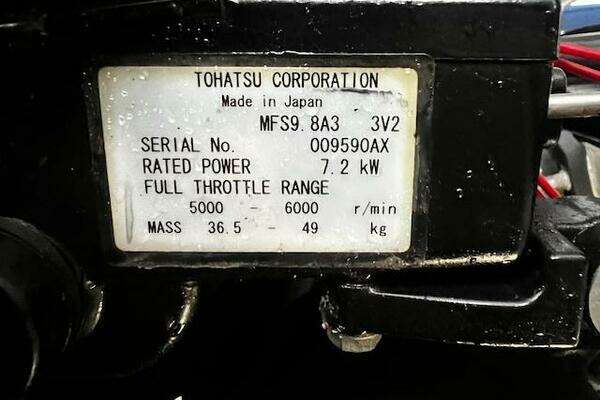 TOHATSU CORPORATION
Made in Japan
MFS9.8A3 3V2
SERIAL No. 009590AX
RATED POWER 7.2 kW
FULL THROTTLE RANGE
5000 - 6000 r/min
MASS 36.5 - 49 kg